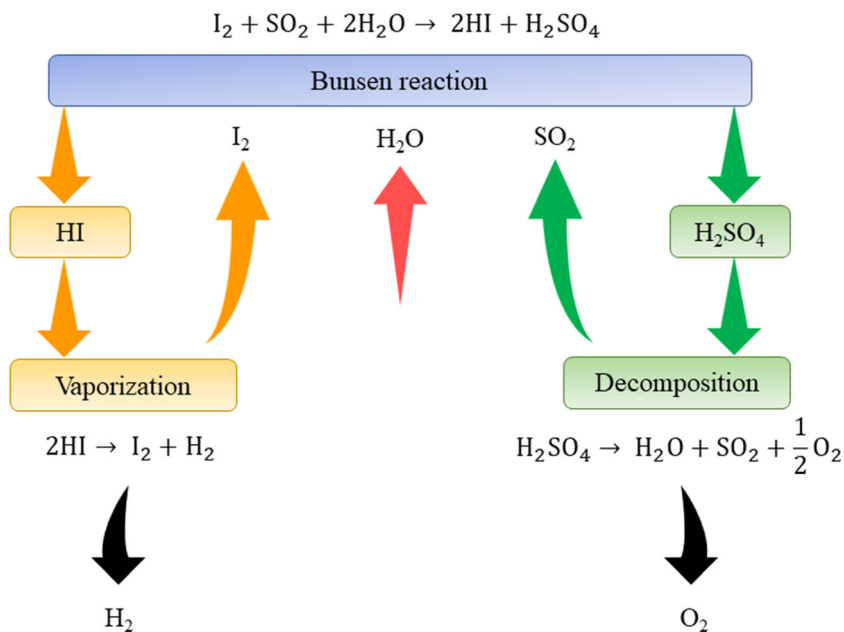 I₂ + SO₂ + 2H₂O → 2HI + H₂SO₄
Bunsen reaction
I₂ H₂O SO₂
HI H₂SO₄
Vaporization Decomposition
2HI → I₂ + H₂ H₂SO₄ → H₂O + SO₂ + 1/2 O₂
H₂ O₂